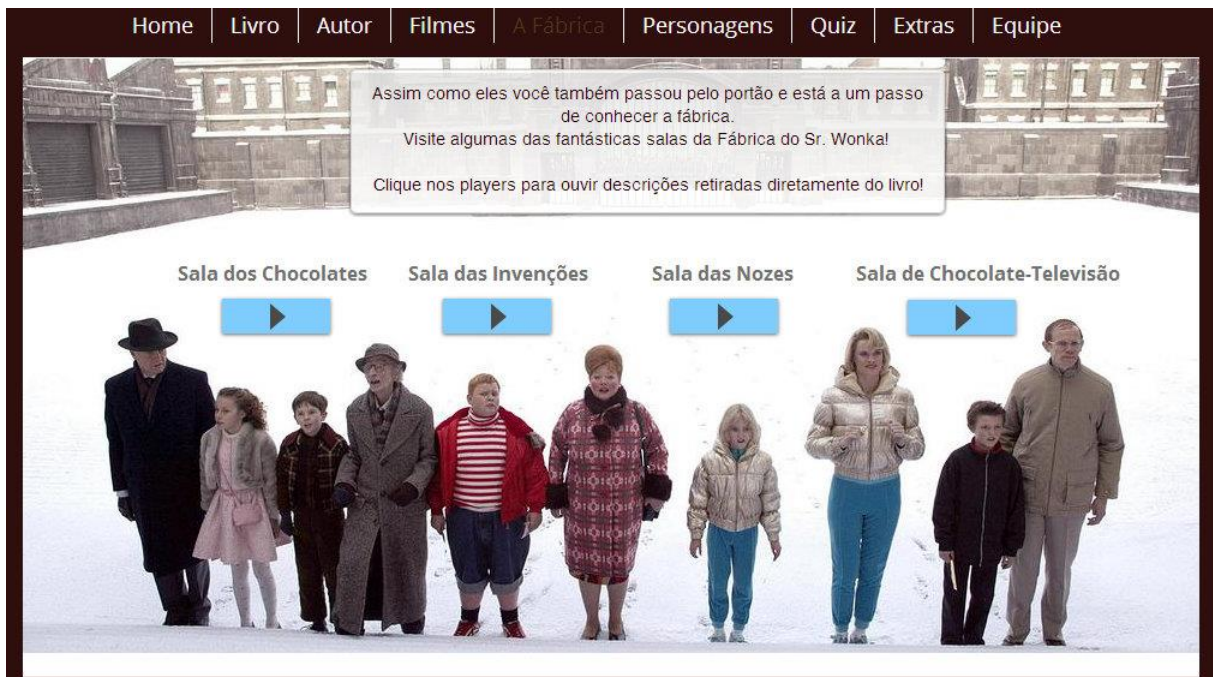 Home Livro Autor Filmes A Fábrica Personagens Quiz Extras Equipe
Assim como eles você também passou pelo portão e está a um passo
de conhecer a fábrica.
Visite algumas das fantásticas salas da Fábrica do Sr. Wonka!
Clique nos players para ouvir descrições retiradas diretamente do livro!
Sala dos Chocolates Sala das Invenções Sala das Nozes Sala de Chocolate-Televisão